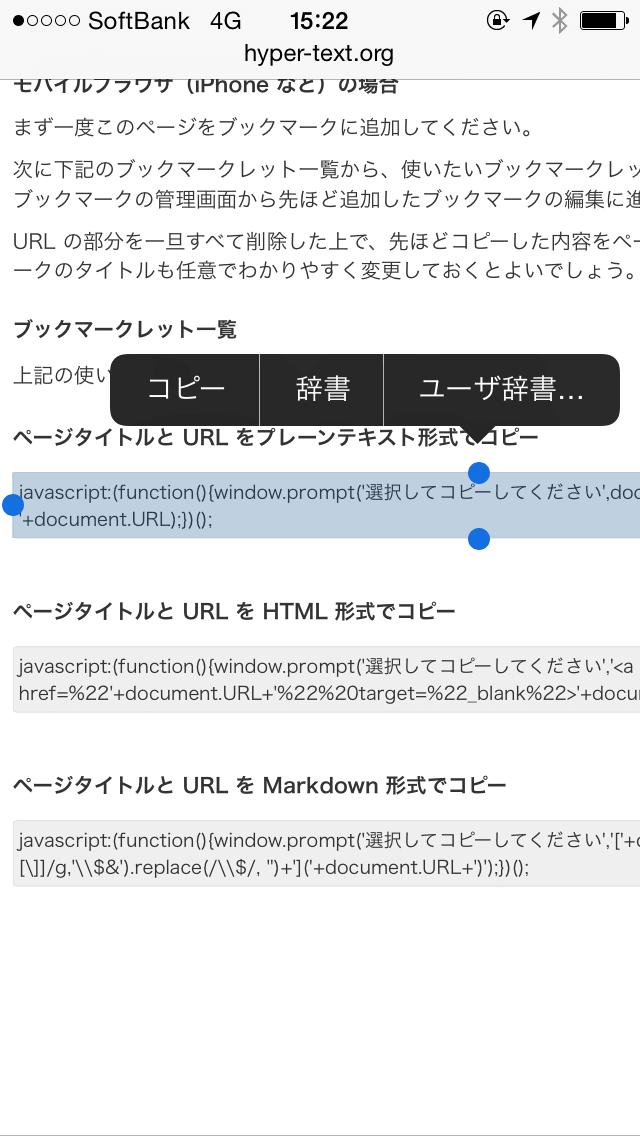 SoftBank 4G 15:22
hyper-text.org
モバイルブラウザ（iPhone など）の場合
まず一度このページをブックマークに追加してください。
次に下記のブックマークレット一覧から、使いたいブックマークレッ
ブックマークの管理画面から先ほど追加したブックマークの編集に進
URL の部分を一旦すべて削除した上で、先ほどコピーした内容をペー
ークのタイトルも任意でわかりやすく変更しておくとよいでしょう。
ブックマークレット一覧
上記の使い
コピー 辞書 ユーザ辞書...
ページタイトルと URL をプレーンテキスト形式でコピー
javascript:(function(){window.prompt('選択してコピーしてください',doc
'+document.URL);})();
ページタイトルと URL を HTML 形式でコピー
javascript:(function(){window.prompt('選択してコピーしてください','<a
href=%22'+document.URL+'%22%20target=%22_blank%22>'+docu
ページタイトルと URL を Markdown 形式でコピー
javascript:(function(){window.prompt('選択してコピーしてください','['+d
[\]]/g,'\\$&').replace(/\\$/, '')+']('+document.URL+')');})();